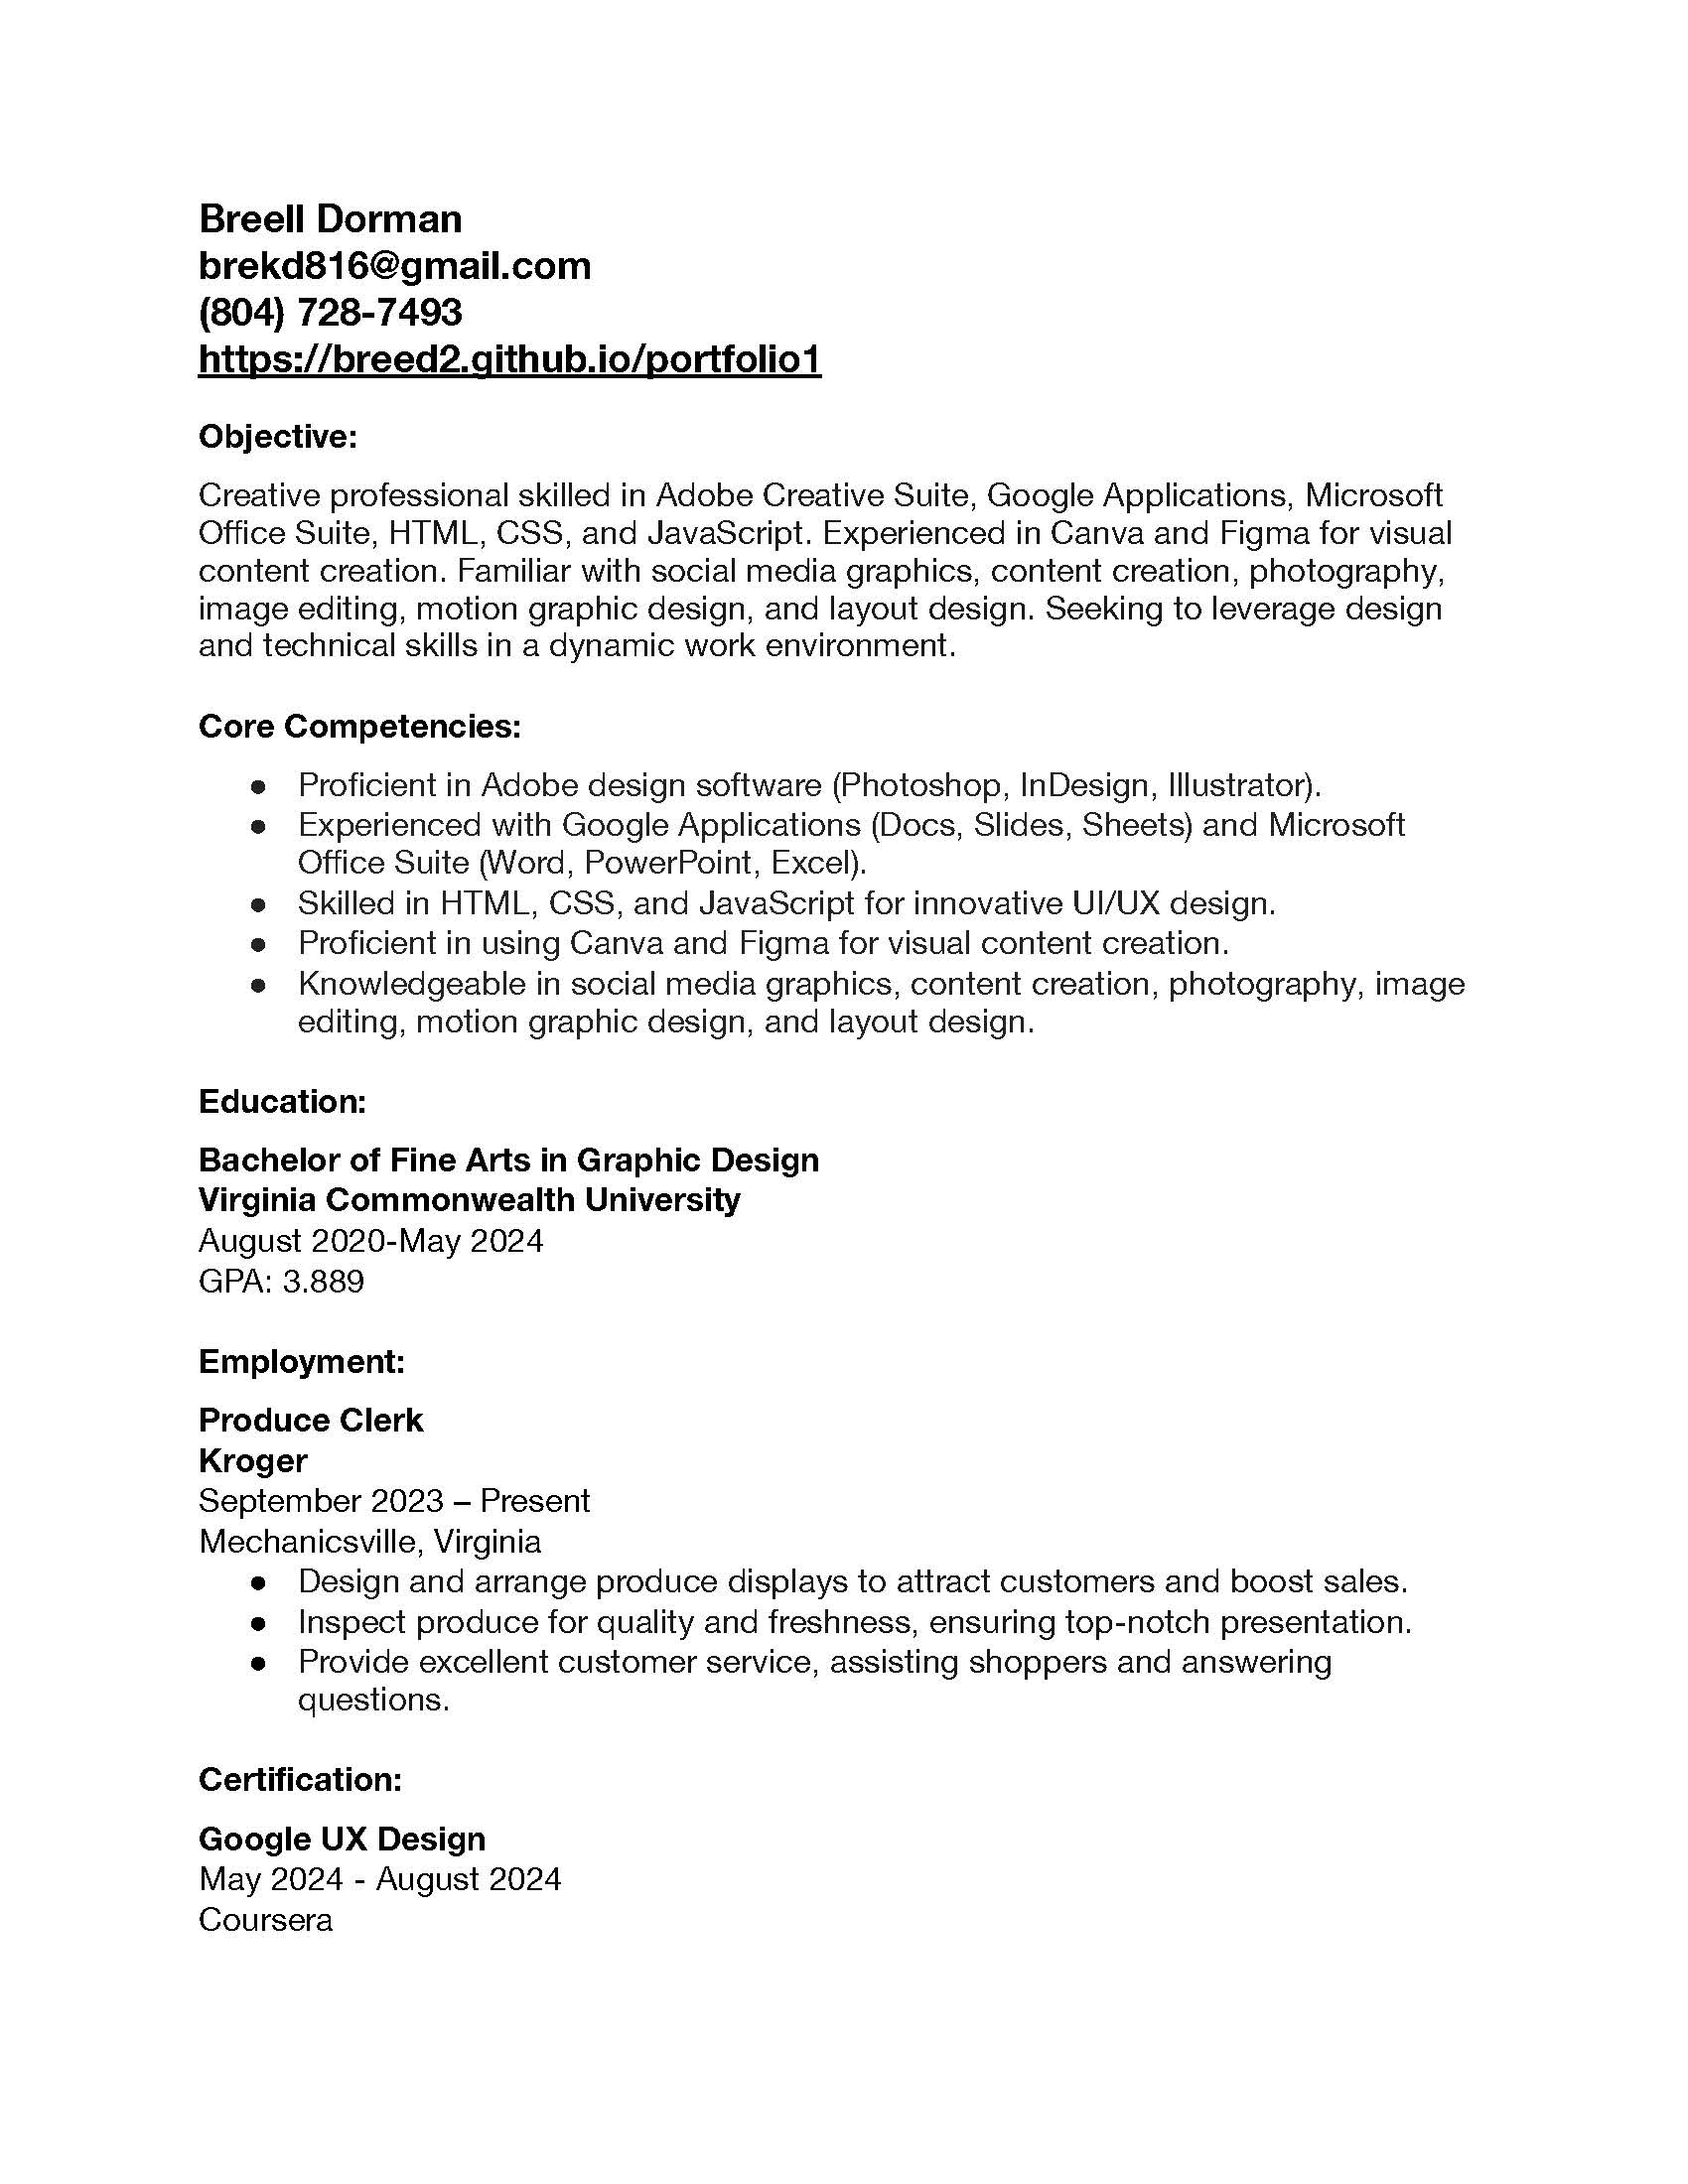 Breell Dorman
brekd816@gmail.com
(804) 728-7493
https://breed2.github.io/portfolio1
Objective:
Creative professional skilled in Adobe Creative Suite, Google Applications, Microsoft
Office Suite, HTML, CSS, and JavaScript. Experienced in Canva and Figma for visual
content creation. Familiar with social media graphics, content creation, photography,
image editing, motion graphic design, and layout design. Seeking to leverage design
and technical skills in a dynamic work environment.
Core Competencies:
● Proficient in Adobe design software (Photoshop, InDesign, Illustrator).
● Experienced with Google Applications (Docs, Slides, Sheets) and Microsoft
Office Suite (Word, PowerPoint, Excel).
● Skilled in HTML, CSS, and JavaScript for innovative UI/UX design.
● Proficient in using Canva and Figma for visual content creation.
● Knowledgeable in social media graphics, content creation, photography, image
editing, motion graphic design, and layout design.
Education:
Bachelor of Fine Arts in Graphic Design
Virginia Commonwealth University
August 2020-May 2024
GPA: 3.889
Employment:
Produce Clerk
Kroger
September 2023 – Present
Mechanicsville, Virginia
● Design and arrange produce displays to attract customers and boost sales.
● Inspect produce for quality and freshness, ensuring top-notch presentation.
● Provide excellent customer service, assisting shoppers and answering
questions.
Certification:
Google UX Design
May 2024 - August 2024
Coursera